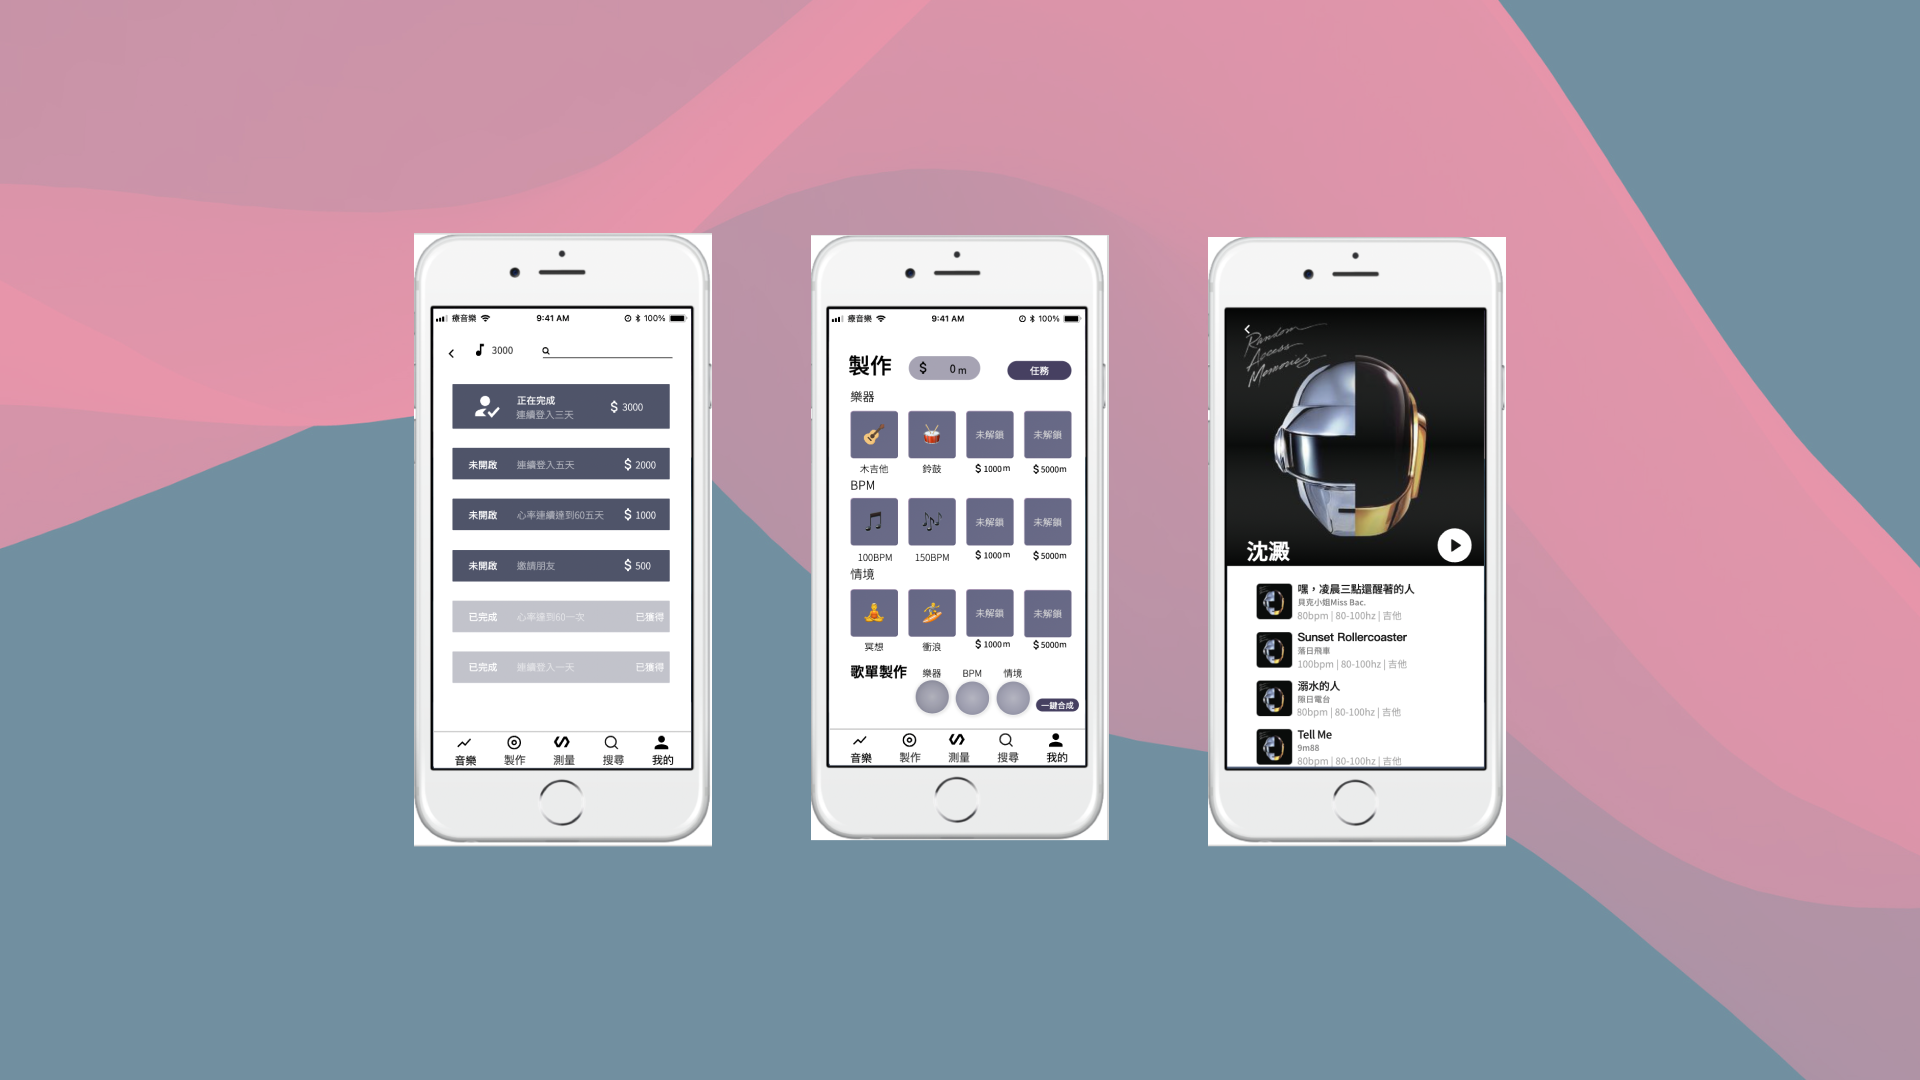 療音樂
9:41 AM
100%
3000
正在完成
連續登入三天
$ 3000
未開啟 連續登入五天 $ 2000
未開啟 心率連續達到60五天 $ 1000
未開啟 邀請朋友 $ 500
已完成 心率達到60一次 已獲得
已完成 連續登入一天 已獲得
音樂 製作 測量 搜尋 我的
療音樂
9:41 AM
100%
製作 $ 0 m 任務
樂器
未解鎖 未解鎖
木吉他 鈴鼓 $ 1000 m $ 5000m
BPM
未解鎖 未解鎖
100BPM 150BPM $ 1000 m $ 5000m
情境
未解鎖 未解鎖
冥想 衝浪 $ 1000 m $ 5000m
歌單製作 樂器 BPM 情境
一鍵合成
音樂 製作 測量 搜尋 我的
Random
Access
Memories
沈澱
嘿，凌晨三點還醒著的人
貝克小姐Miss Bac.
80bpm | 80-100hz | 吉他
Sunset Rollercoaster
落日飛車
100bpm | 80-100hz | 吉他
溺水的人
隙日電台
80bpm | 80-100hz | 吉他
Tell Me
9m88
80bpm | 80-100hz | 吉他